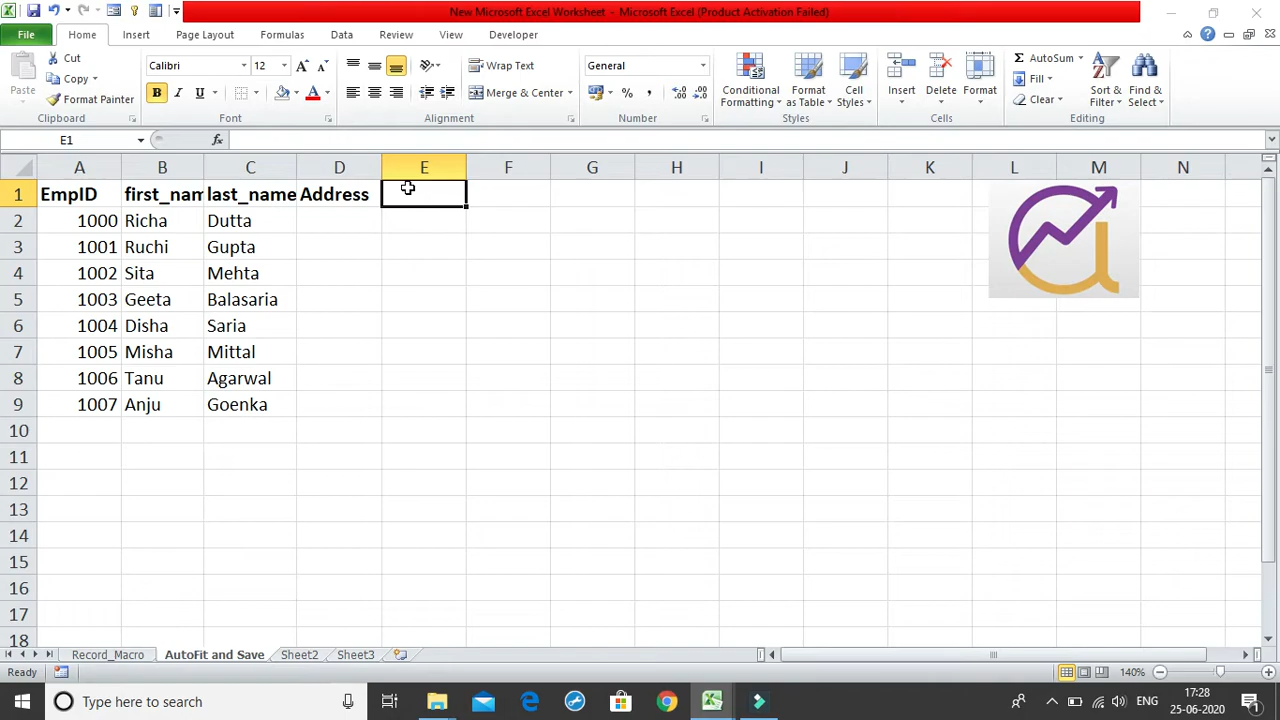 New Microsoft Excel Worksheet - Microsoft Excel (Product Activation Failed)
File Home Insert Page Layout Formulas Data Review View Developer
Paste
Cut
Copy
Format Painter
Calibri 12
B I U
Wrap Text
Merge & Center
General
% ,
Conditional Formatting
Format as Table
Cell Styles
Insert
Delete
Format
Σ AutoSum
Fill
Clear
Sort & Filter
Find & Select
Clipboard Font Alignment Number Styles Cells Editing
E1 fx
A B C D E F G H I J K L M N
1 EmpID first_nam last_name Address
2 1000 Richa Dutta
3 1001 Ruchi Gupta
4 1002 Sita Mehta
5 1003 Geeta Balasaria
6 1004 Disha Saria
7 1005 Misha Mittal
8 1006 Tanu Agarwal
9 1007 Anju Goenka
10
11
12
13
14
15
16
17
18
Record_Macro AutoFit and Save Sheet2 Sheet3
Ready 140%
Type here to search ENG 17:28
25-06-2020